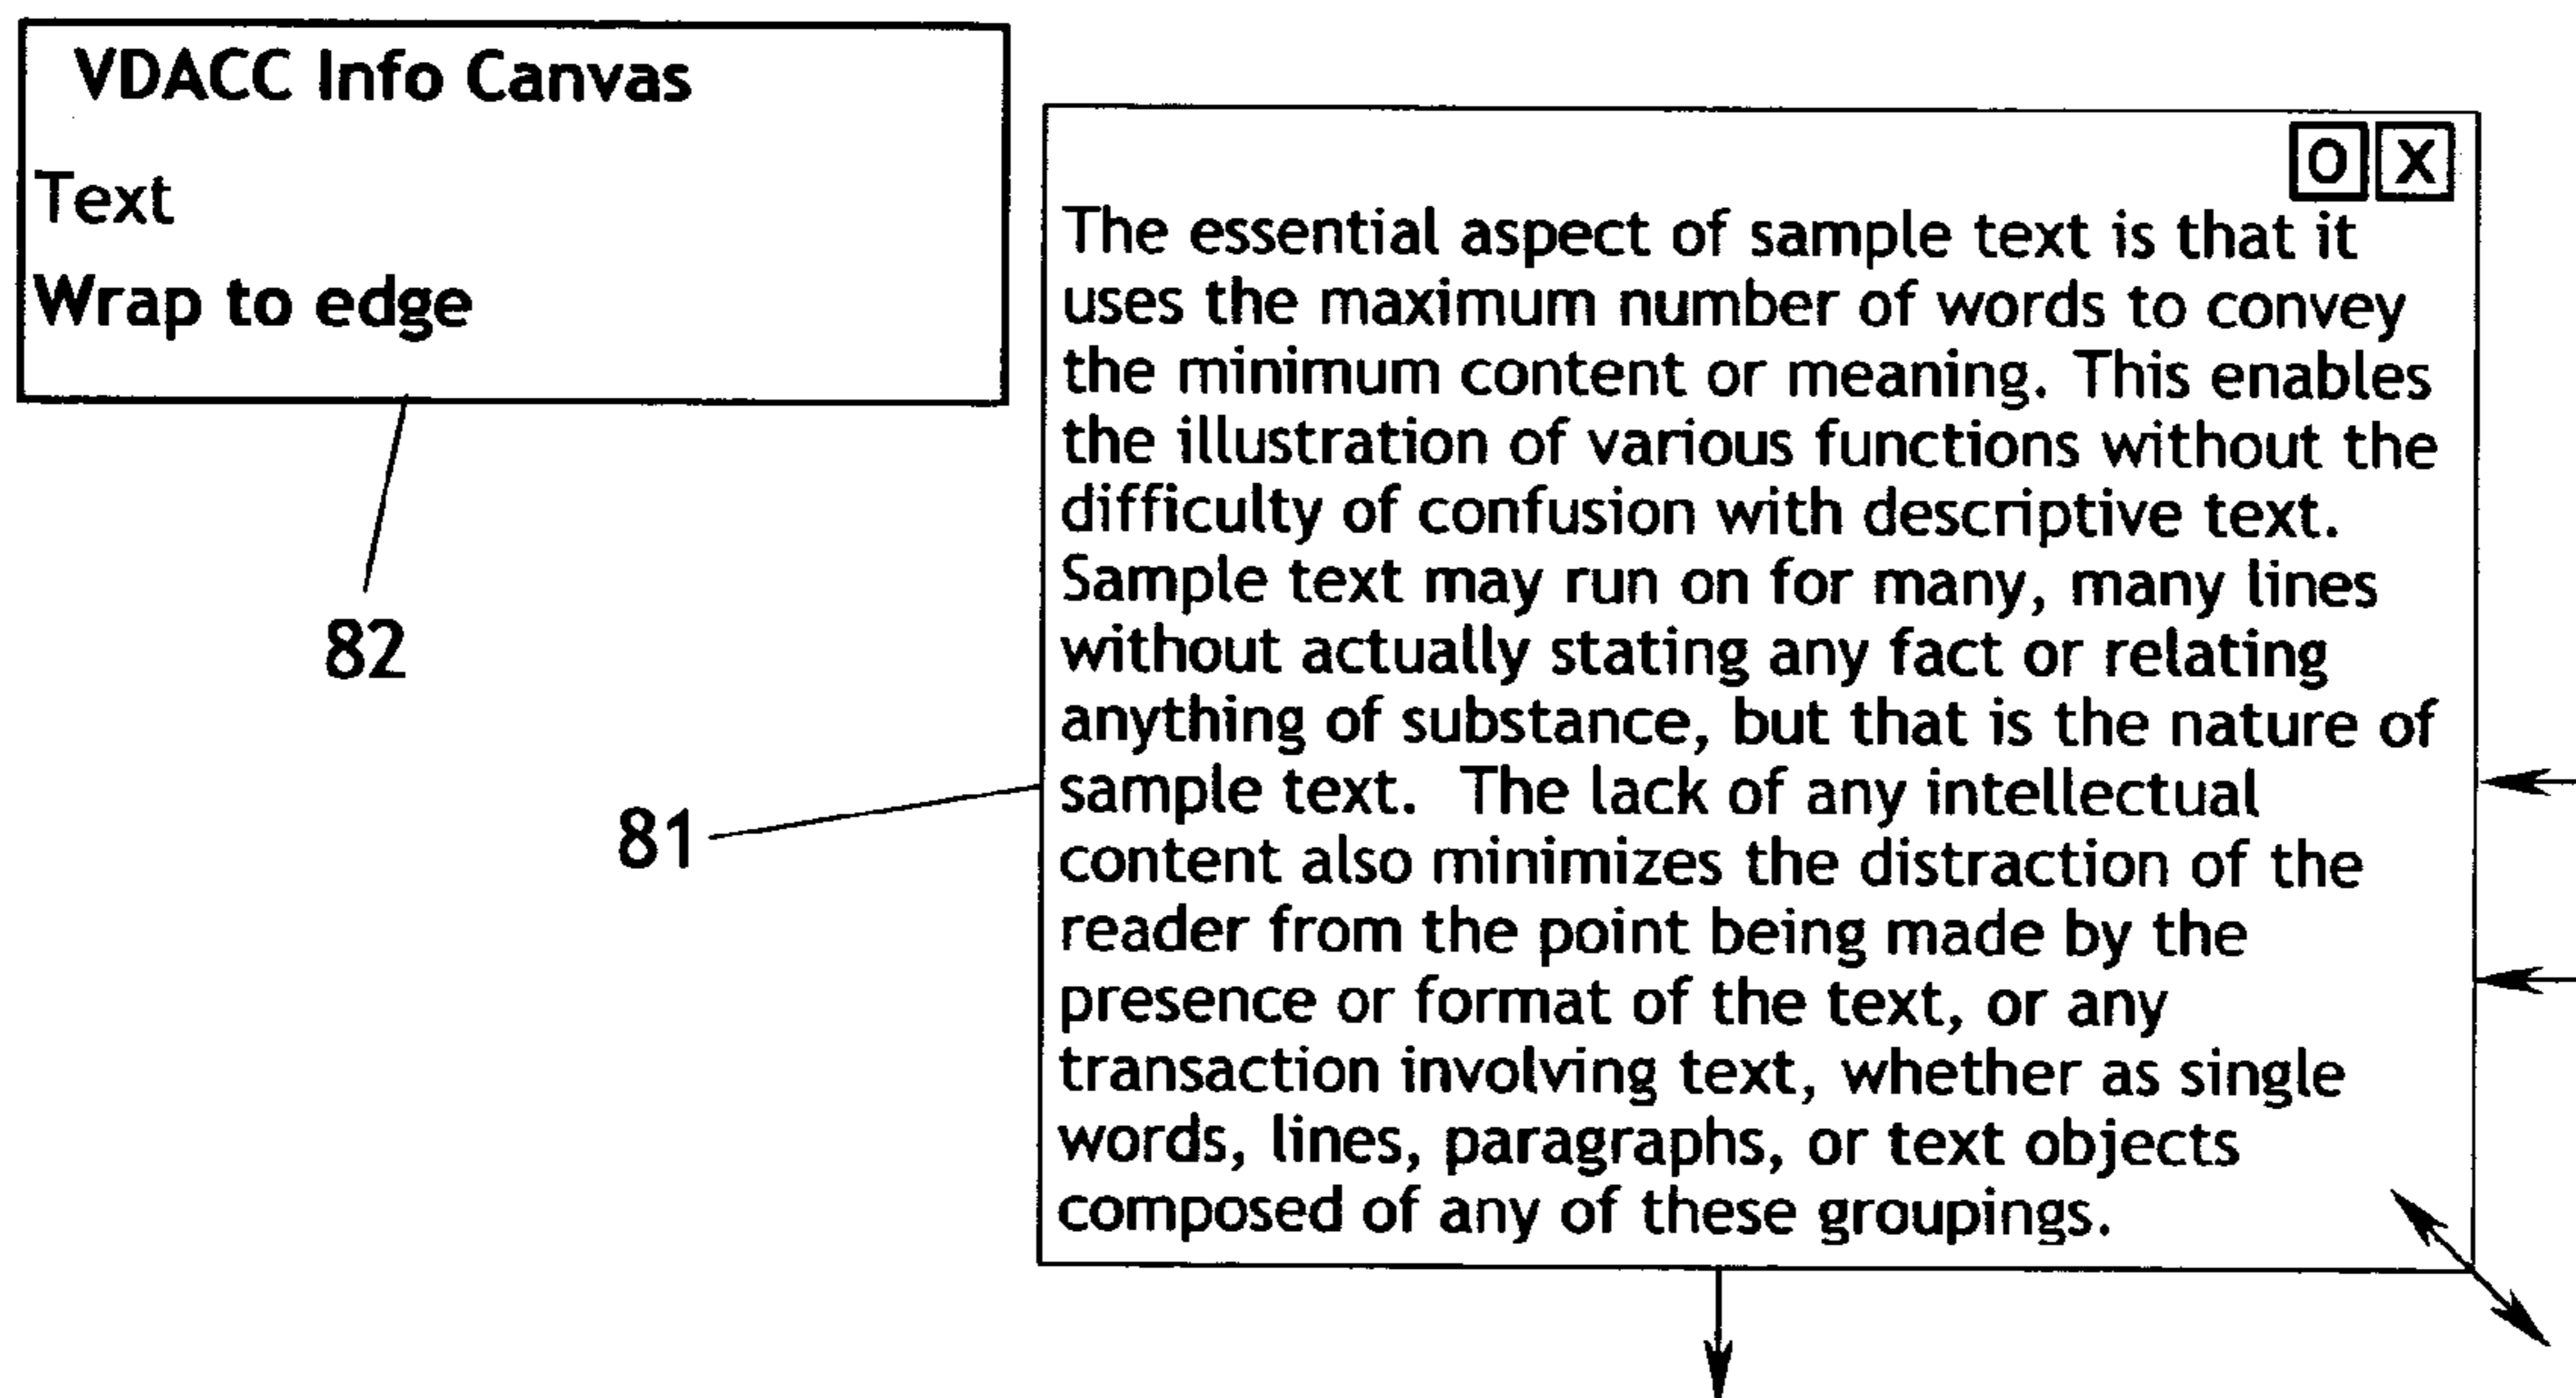 VDACC Info Canvas
Text
Wrap to edge
82
O X
The essential aspect of sample text is that it
uses the maximum number of words to convey
the minimum content or meaning. This enables
the illustration of various functions without the
difficulty of confusion with descriptive text.
Sample text may run on for many, many lines
without actually stating any fact or relating
anything of substance, but that is the nature of
sample text.  The lack of any intellectual
content also minimizes the distraction of the
reader from the point being made by the
presence or format of the text, or any
transaction involving text, whether as single
words, lines, paragraphs, or text objects
composed of any of these groupings.
81